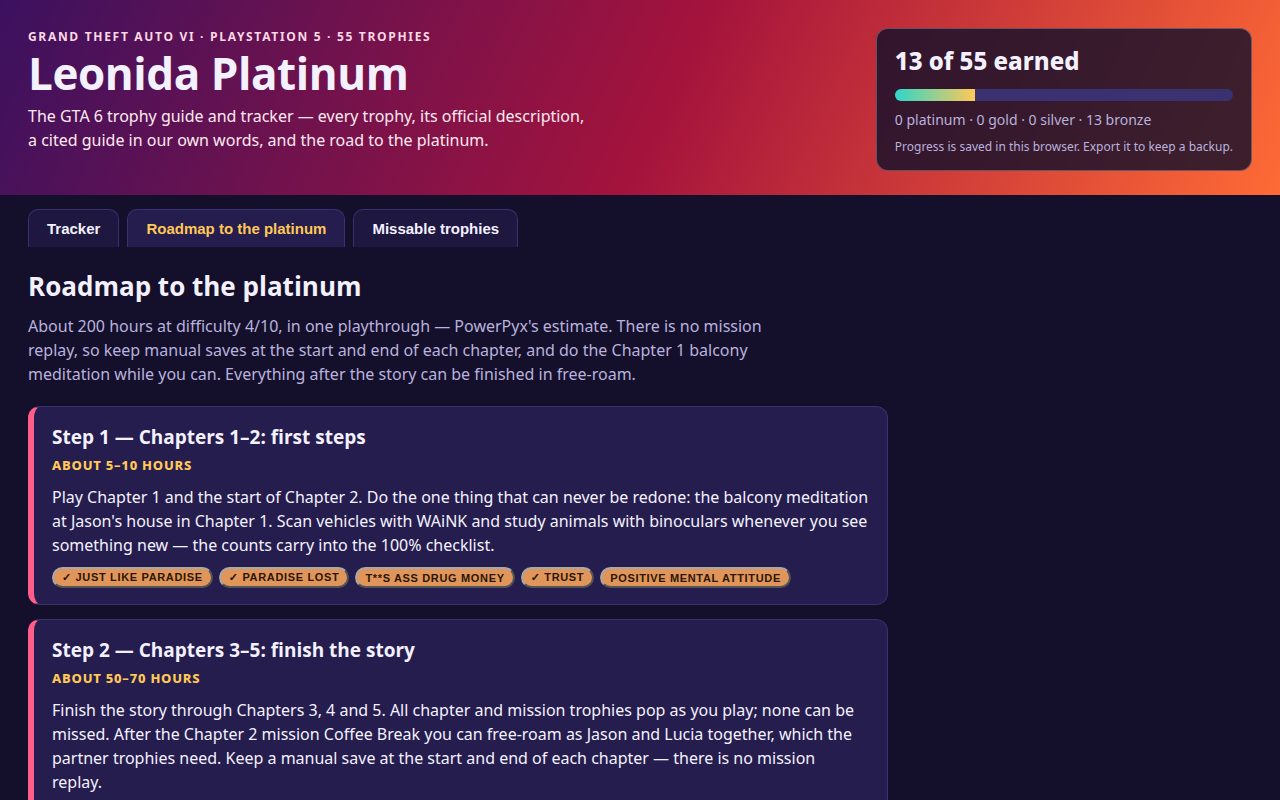 GRAND THEFT AUTO VI · PLAYSTATION 5 · 55 TROPHIES
Leonida Platinum
The GTA 6 trophy guide and tracker — every trophy, its official description,
a cited guide in our own words, and the road to the platinum.
13 of 55 earned
0 platinum · 0 gold · 0 silver · 13 bronze
Progress is saved in this browser. Export it to keep a backup.
Tracker
Roadmap to the platinum
Missable trophies
Roadmap to the platinum
About 200 hours at difficulty 4/10, in one playthrough — PowerPyx's estimate. There is no mission
replay, so keep manual saves at the start and end of each chapter, and do the Chapter 1 balcony
meditation while you can. Everything after the story can be finished in free-roam.
Step 1 — Chapters 1–2: first steps
ABOUT 5–10 HOURS
Play Chapter 1 and the start of Chapter 2. Do the one thing that can never be redone: the balcony meditation
at Jason's house in Chapter 1. Scan vehicles with WAiNK and study animals with binoculars whenever you see
something new — the counts carry into the 100% checklist.
✓ JUST LIKE PARADISE
✓ PARADISE LOST
T**S ASS DRUG MONEY
✓ TRUST
POSITIVE MENTAL ATTITUDE
Step 2 — Chapters 3–5: finish the story
ABOUT 50–70 HOURS
Finish the story through Chapters 3, 4 and 5. All chapter and mission trophies pop as you play; none can be
missed. After the Chapter 2 mission Coffee Break you can free-roam as Jason and Lucia together, which the
partner trophies need. Keep a manual save at the start and end of each chapter — there is no mission
replay.